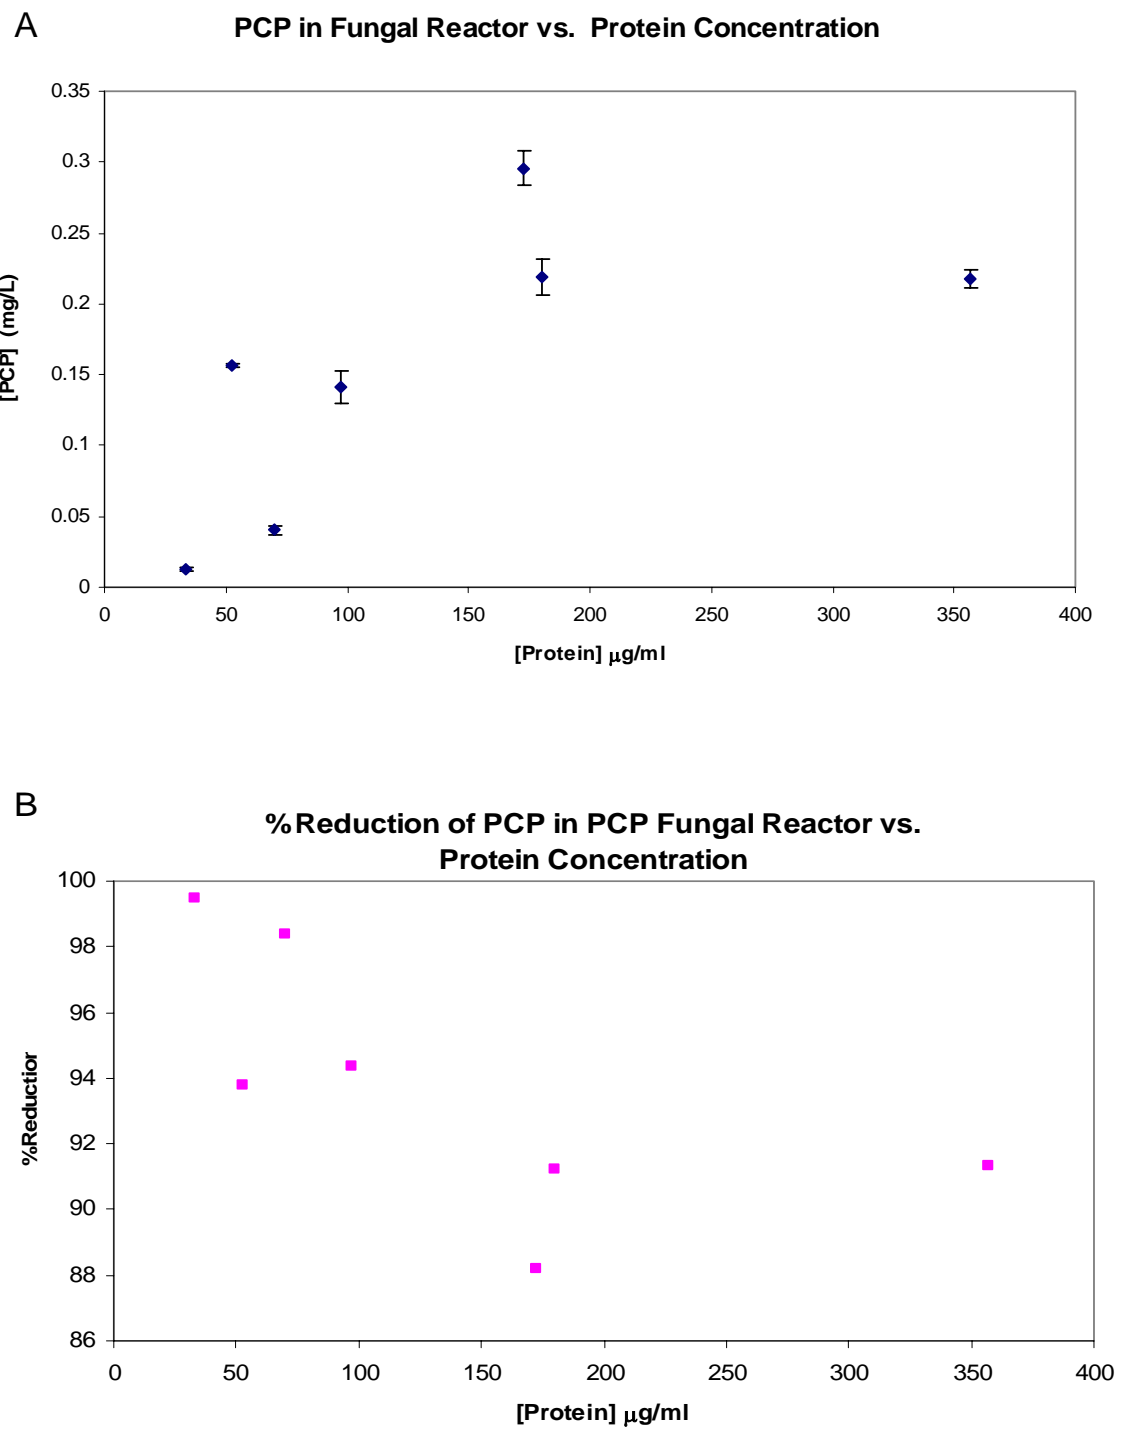 A
PCP in Fungal Reactor vs. Protein Concentration
0.35
0.3
0.25
0.2
0.15
0.1
0.05
0
[PCP] (mg/L)
0 50 100 150 200 250 300 350 400
[Protein] μg/ml
B
%Reduction of PCP in PCP Fungal Reactor vs.
Protein Concentration
100
98
96
94
92
90
88
86
%Reductior
0 50 100 150 200 250 300 350 400
[Protein] μg/ml